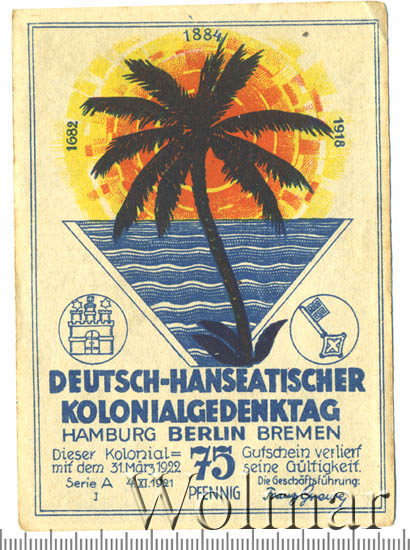 1884
1682
1918
DEUTSCH-HANSEATISCHER
KOLONIALGEDENKTAG
HAMBURG BERLIN BREMEN
Dieser Kolonial= 75 Gutschein verliert
mit dem 31. März 1922 seine Gültigkeit.
Serie A 4.XI.1921 PFENNIG Die Geschäftsführung:
I
Wolmar